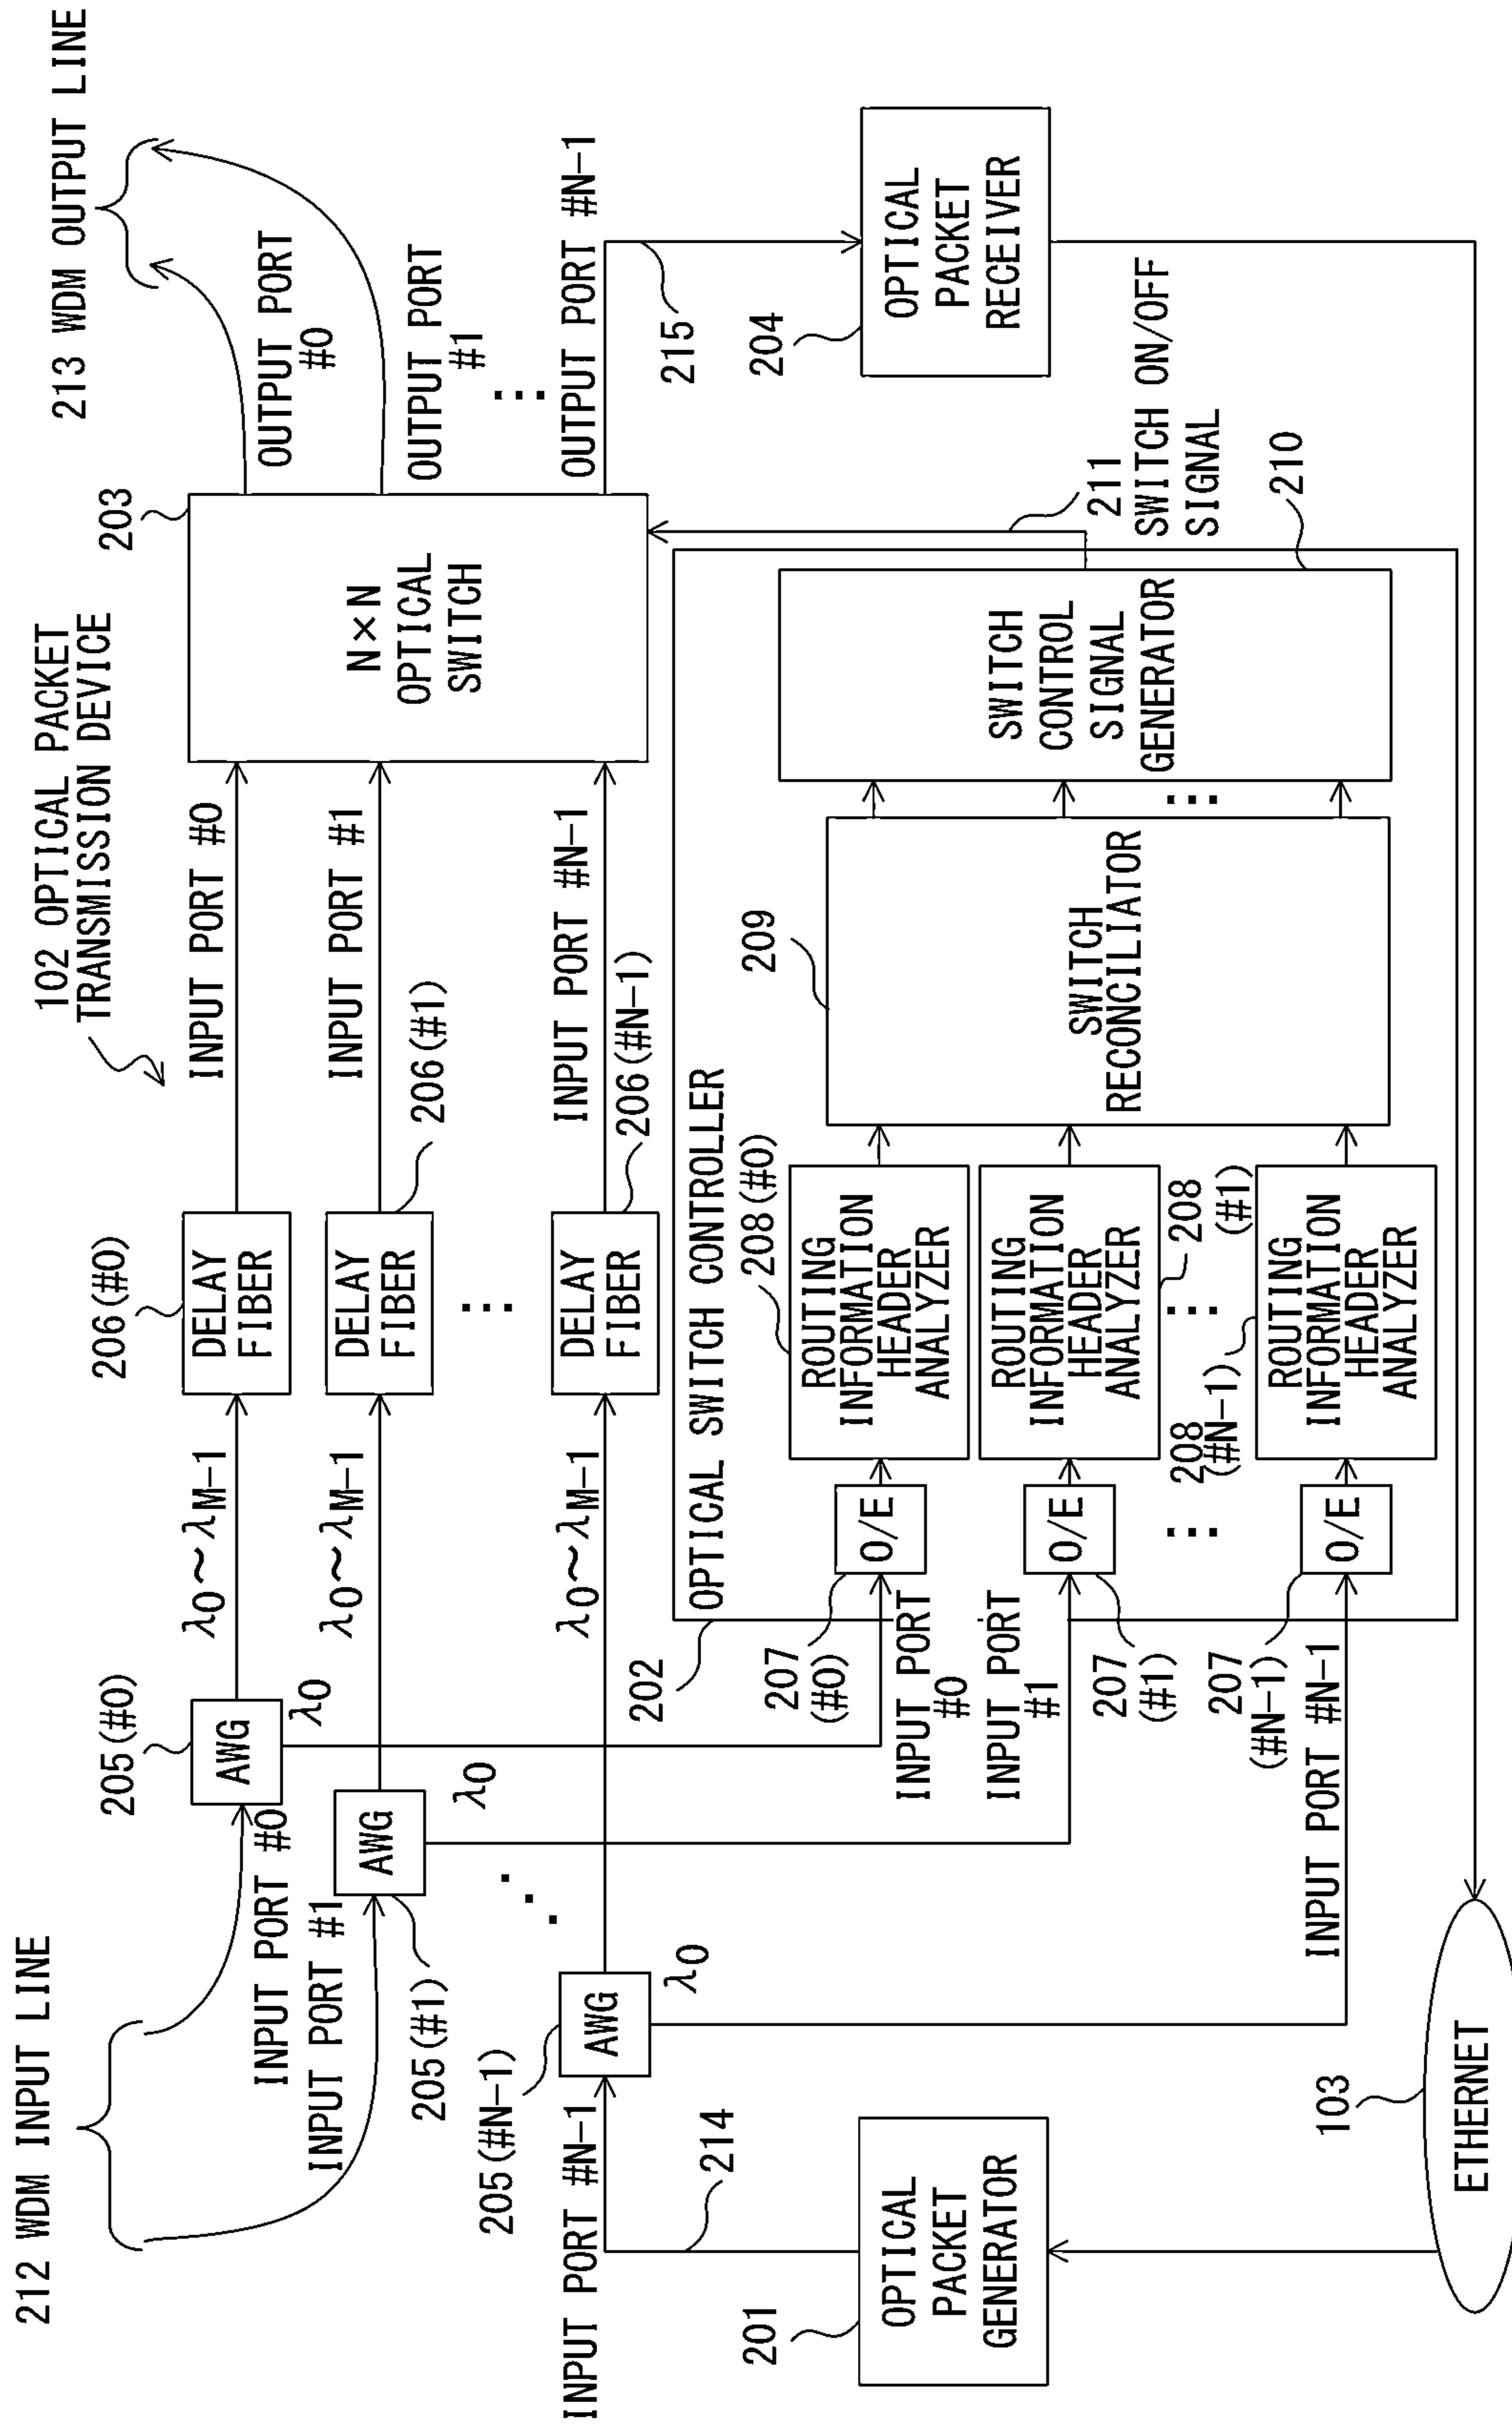 102 OPTICAL PACKET
TRANSMISSION DEVICE
212 WDM INPUT LINE
213 WDM OUTPUT LINE
205(#0)
AWG
INPUT PORT #0
λ0
λ0~λM-1
206(#0)
DELAY
FIBER
INPUT PORT #0
203
N×N
OPTICAL
SWITCH
OUTPUT PORT
#0
INPUT PORT #1
AWG
205(#1)
λ0
λ0~λM-1
DELAY
FIBER
206(#1)
INPUT PORT #1
OUTPUT PORT
#1
...
...
...
INPUT PORT #N-1
205(#N-1)
AWG
λ0
λ0~λM-1
DELAY
FIBER
206(#N-1)
INPUT PORT #N-1
OUTPUT PORT #N-1
214
215
201
OPTICAL
PACKET
GENERATOR
204
OPTICAL
PACKET
RECEIVER
202
OPTICAL SWITCH CONTROLLER
207
(#0)
INPUT PORT
#0
O/E
208(#0)
ROUTING
INFORMATION
HEADER
ANALYZER
INPUT PORT
#1
207
(#1)
O/E
ROUTING
INFORMATION
HEADER
ANALYZER
208
(#1)
...
...
207
(#N-1)
INPUT PORT #N-1
O/E
208
(#N-1)
ROUTING
INFORMATION
HEADER
ANALYZER
209
SWITCH
RECONCILIATOR
...
SWITCH
CONTROL
SIGNAL
GENERATOR
210
211
SWITCH ON/OFF
SIGNAL
103
ETHERNET